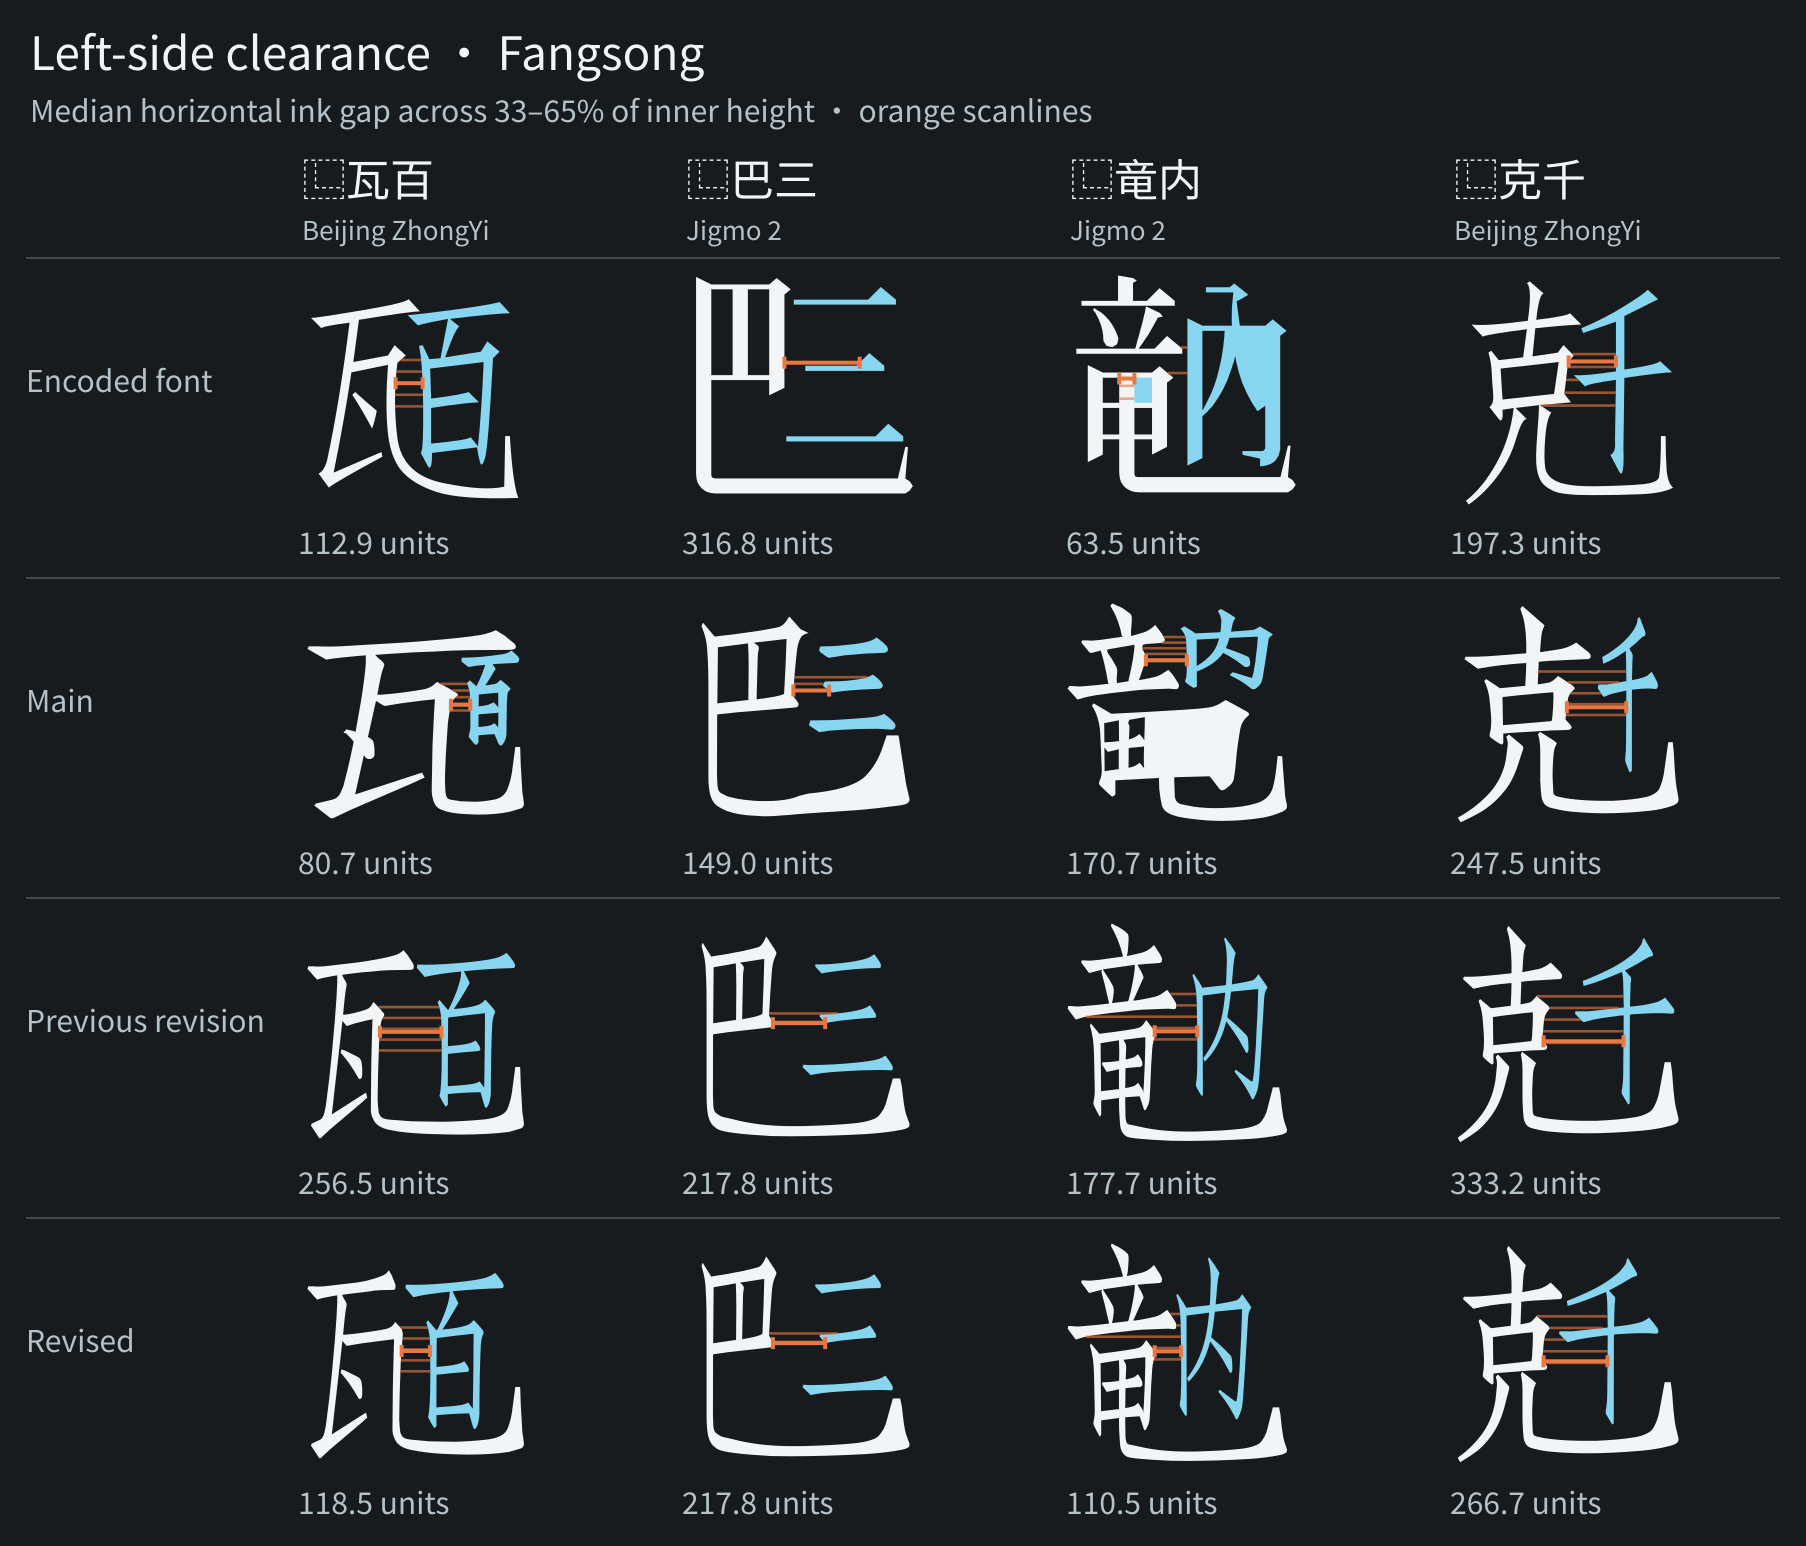 Left-side clearance • Fangsong
Median horizontal ink gap across 33–65% of inner height • orange scanlines
⿺瓦百 ⿺巴三 ⿺竜内 ⿺克千
Beijing ZhongYi Jigmo 2 Jigmo 2 Beijing ZhongYi
Encoded font
112.9 units 316.8 units 63.5 units 197.3 units
Main
80.7 units 149.0 units 170.7 units 247.5 units
Previous revision
256.5 units 217.8 units 177.7 units 333.2 units
Revised
118.5 units 217.8 units 110.5 units 266.7 units